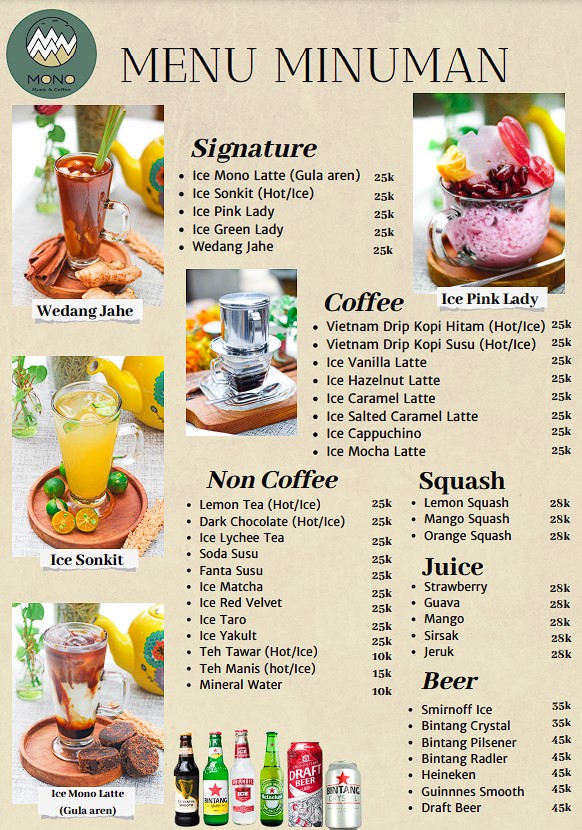 MONO
Music & Coffee
MENU MINUMAN
Signature
Ice Mono Latte (Gula aren) 25k
Ice Sonkit (Hot/Ice) 25k
Ice Pink Lady 25k
Ice Green Lady 25k
Wedang Jahe 25k
Wedang Jahe
Ice Pink Lady
Coffee
Vietnam Drip Kopi Hitam (Hot/Ice) 25k
Vietnam Drip Kopi Susu (Hot/Ice) 25k
Ice Vanilla Latte 25k
Ice Hazelnut Latte 25k
Ice Caramel Latte 25k
Ice Salted Caramel Latte 25k
Ice Cappuchino 25k
Ice Mocha Latte 25k
Ice Sonkit
Non Coffee
Lemon Tea (Hot/Ice) 25k
Dark Chocolate (Hot/Ice) 25k
Ice Lychee Tea 25k
Soda Susu 25k
Fanta Susu 25k
Ice Matcha 25k
Ice Red Velvet 25k
Ice Taro 25k
Ice Yakult 25k
Teh Tawar (Hot/Ice) 10k
Teh Manis (hot/Ice) 15k
Mineral Water 10k
Squash
Lemon Squash 28k
Mango Squash 28k
Orange Squash 28k
Juice
Strawberry 28k
Guava 28k
Mango 28k
Sirsak 28k
Jeruk 28k
Beer
Smirnoff Ice 35k
Bintang Crystal 35k
Bintang Pilsener 45k
Bintang Radler 45k
Heineken 45k
Guinnnes Smooth 45k
Draft Beer 45k
Ice Mono Latte
(Gula aren)
BINTANG
ICE
Heineken
DRAFT
BEER
BINTANG
CRYSTAL